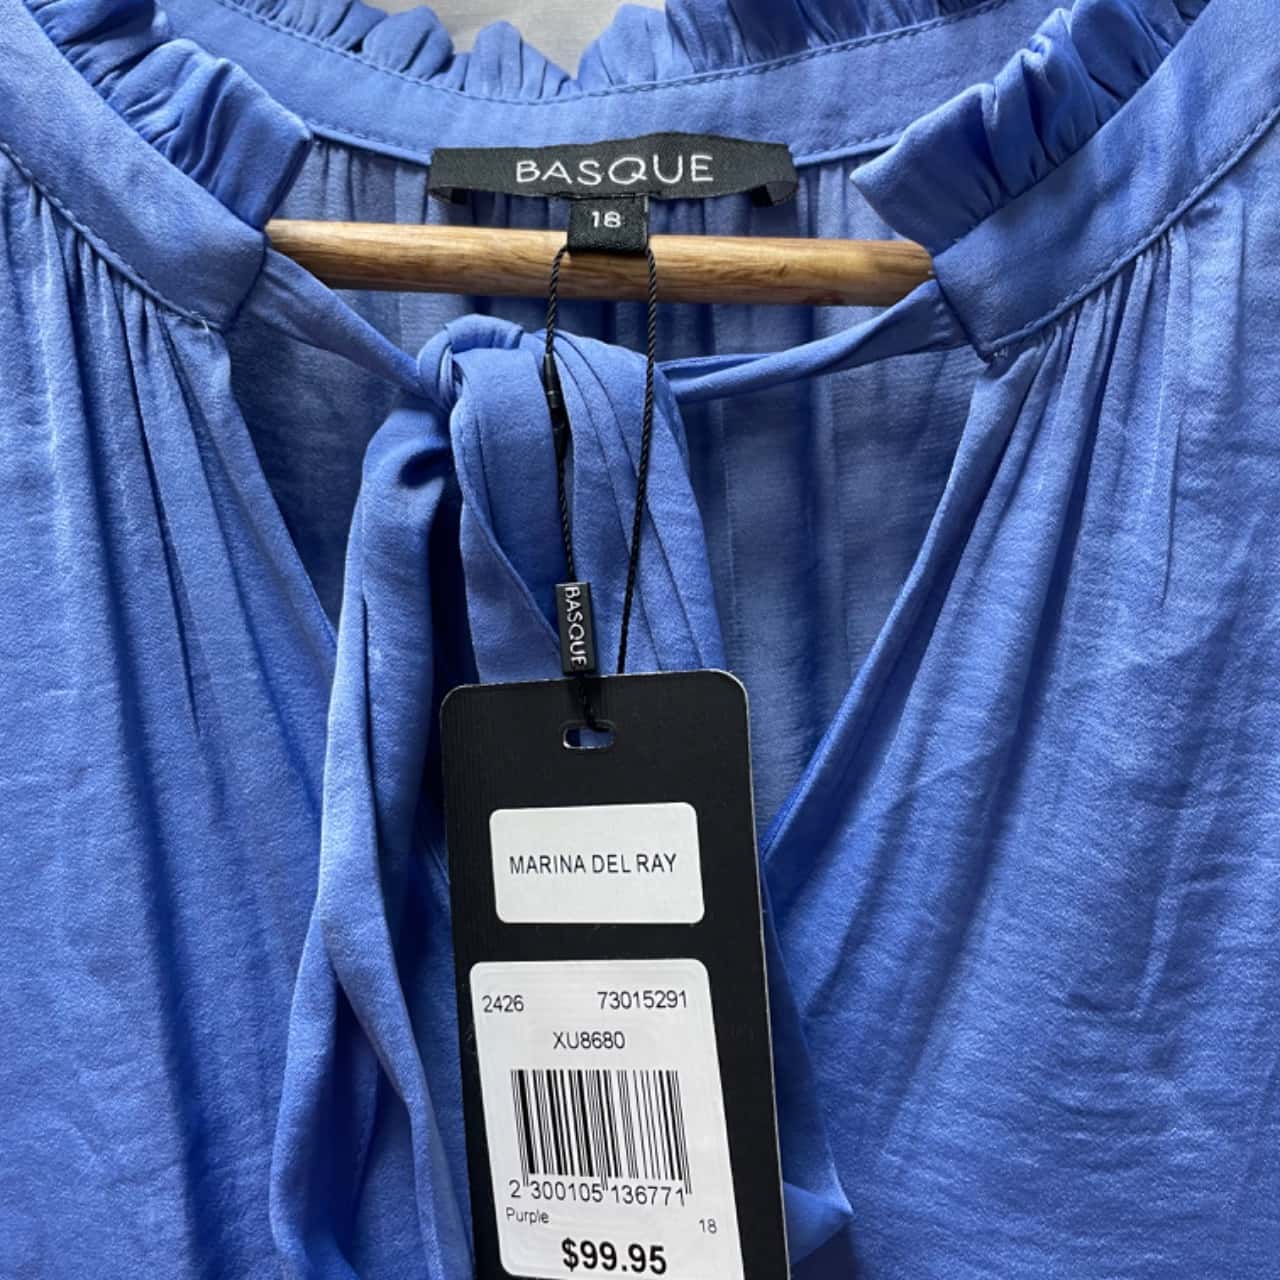 BASQUE
18
BASQUE
MARINA DEL RAY
2426 73015291
XU8680
2 300105 136771
Purple 18
$99.95